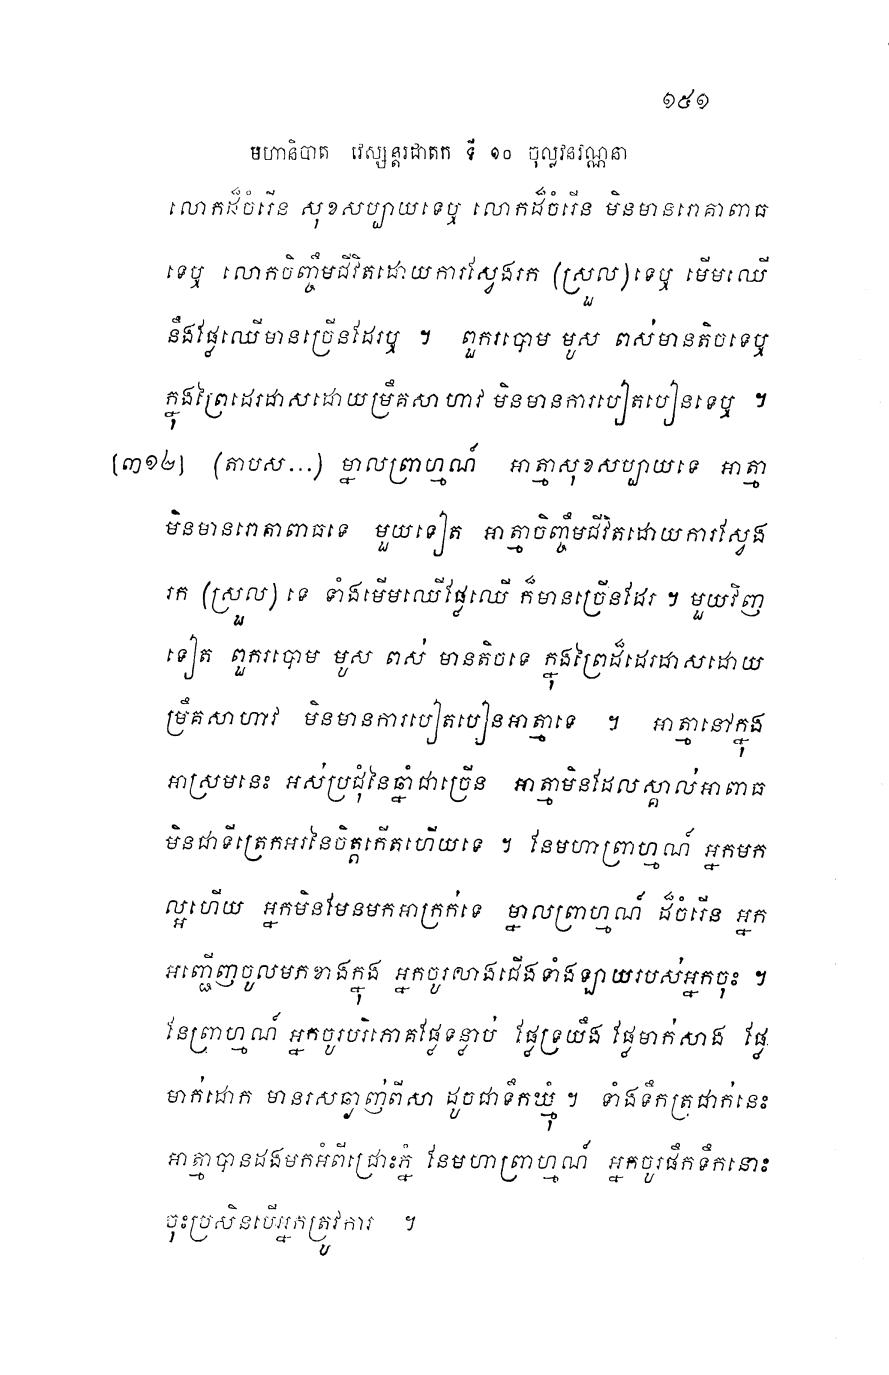 ១៥១
មហានិបាត វេស្សន្តរជាតក ទី ១០ ចុល្លវនវណ្ណនា
លោកដ៏ចំរើន សុខសប្បាយទេឬ លោកដ៏ចំរើន មិនមានរោគាពាធ
ទេឬ លោកចិញ្ចឹមជីវិតដោយការស្វែងរក (ស្រួល) ទេឬ មើមឈើ
នឹងផ្លែឈើមានច្រើនដែរឬ ។ ពួករបោម មូស ពស់មានតិចទេឬ
ក្នុងព្រៃដេរដាសដោយម្រឹគសាហាវ មិនមានការបៀតបៀនទេឬ ។
[៣១២] (តាបស...) ម្នាលព្រាហ្មណ៍ អាត្មាសុខសប្បាយទេ អាត្មា
មិនមានរោគាពាធទេ មួយទៀត អាត្មាចិញ្ចឹមជីវិតដោយការស្វែង
រក (ស្រួល) ទេ ទាំងមើមឈើផ្លែឈើ ក៏មានច្រើនដែរ ។ មួយវិញ
ទៀត ពួករបោម មូស ពស់ មានតិចទេ ក្នុងព្រៃដ៏ដេរដាសដោយ
ម្រឹគសាហាវ មិនមានការបៀតបៀនអាត្មាទេ ។ អាត្មានៅក្នុង
អាស្រមនេះ អស់ប្រជុំនៃឆ្នាំជាច្រើន អាត្មាមិនដែលស្គាល់អាពាធ
មិនជាទីត្រេកអរនៃចិត្តកើតហើយទេ ។ នែមហាព្រាហ្មណ៍ អ្នកមក
ល្អហើយ អ្នកមិនមែនមកអាក្រក់ទេ ម្នាលព្រាហ្មណ៍ ដ៏ចំរើន អ្នក
អញ្ជើញចូលមកខាងក្នុង អ្នកចូរលាងជើងទាំងឡាយរបស់អ្នកចុះ ។
នែព្រាហ្មណ៍ អ្នកចូរបរិភោគផ្លែទន្លាប់ ផ្លែទ្រយឹង ផ្លែមាក់សាង ផ្លែ
មាក់ជោក មានរសឆ្ងាញ់ពីសា ដូចជាទឹកឃ្មុំ ។ ទាំងទឹកត្រជាក់នេះ
អាត្មាបានដងមកអំពីជ្រោះភ្នំ នែមហាព្រាហ្មណ៍ អ្នកចូរផឹកទឹកនោះ
ចុះប្រសិនបើអ្នកត្រូវការ ។